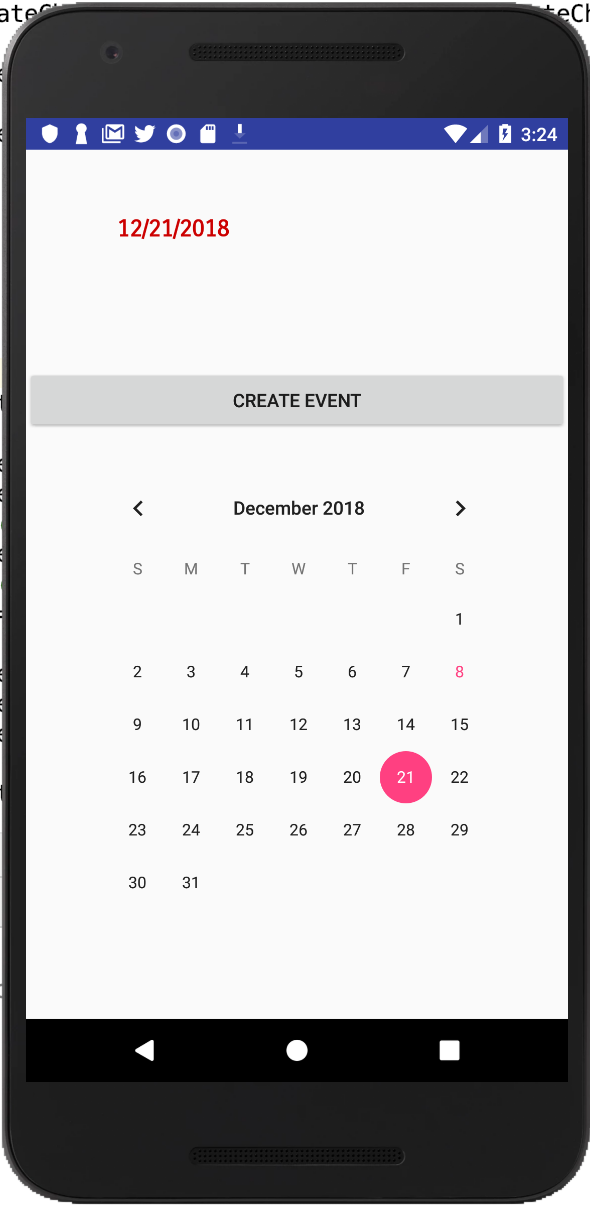 ateCh
ateCh
3:24
12/21/2018
CREATE EVENT
December 2018
S M T W T F S
1
2 3 4 5 6 7 8
9 10 11 12 13 14 15
16 17 18 19 20 21 22
23 24 25 26 27 28 29
30 31